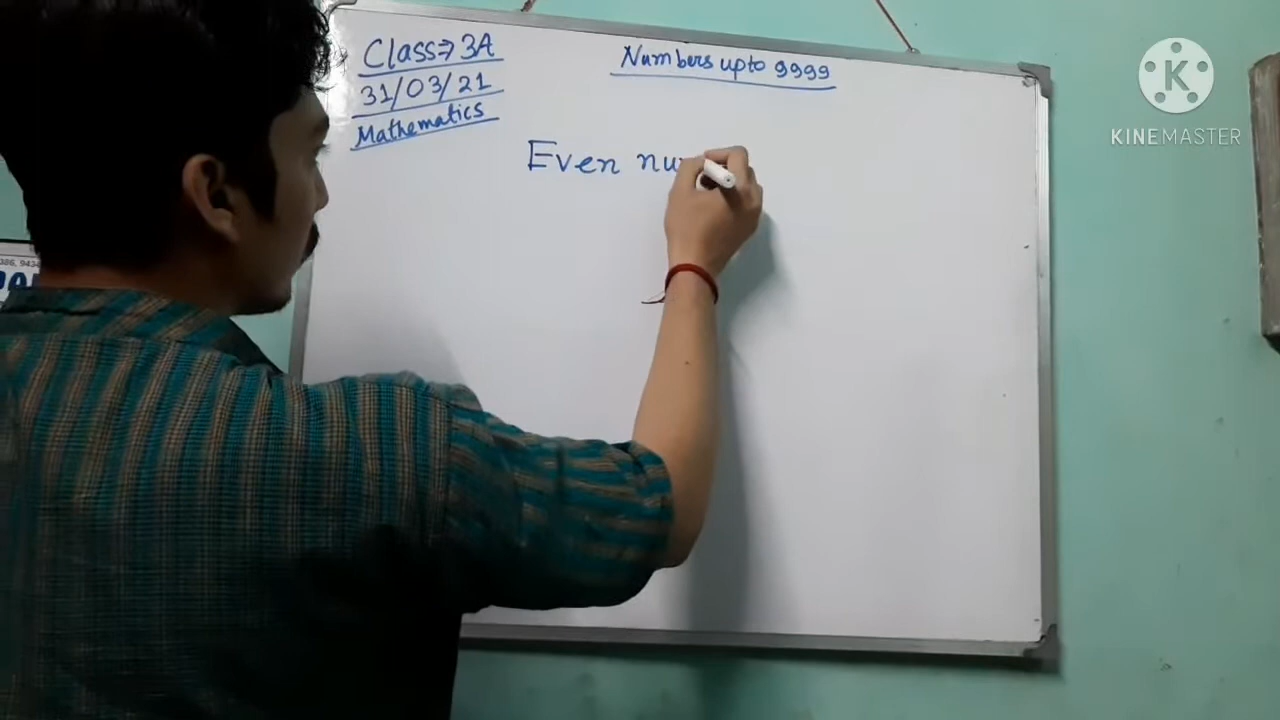 Class⇒ 3A
31/03/21
Mathematics
Numbers upto 9999
Even nu
KINEMASTER